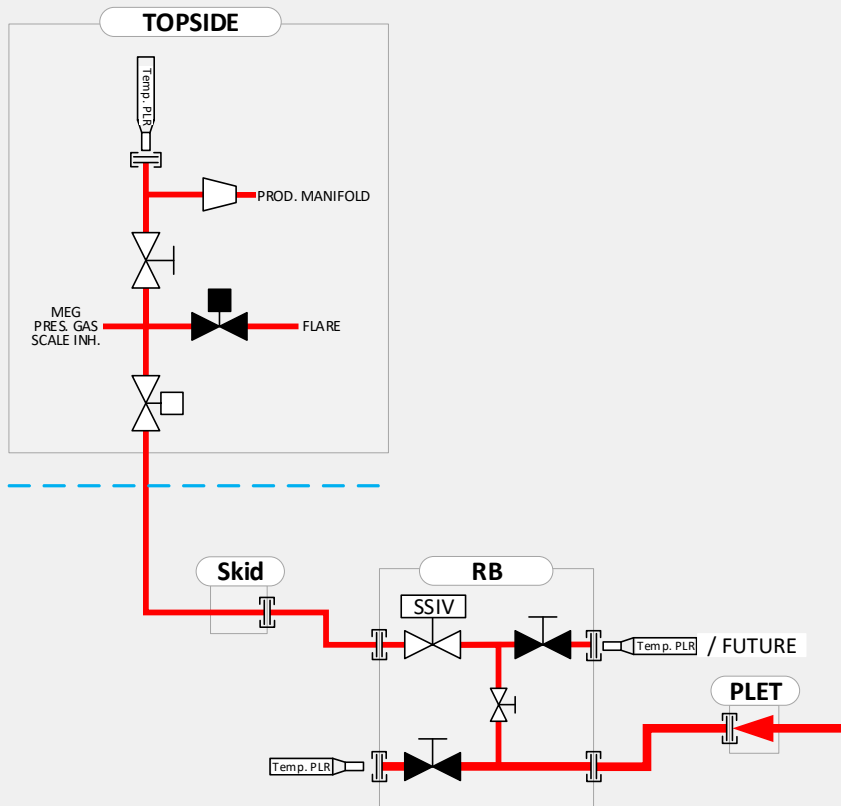 TOPSIDE
Temp. PLR
PROD. MANIFOLD
MEG
PRES. GAS
SCALE INH.
FLARE
Skid
RB
SSIV
Temp. PLR / FUTURE
PLET
Temp. PLR